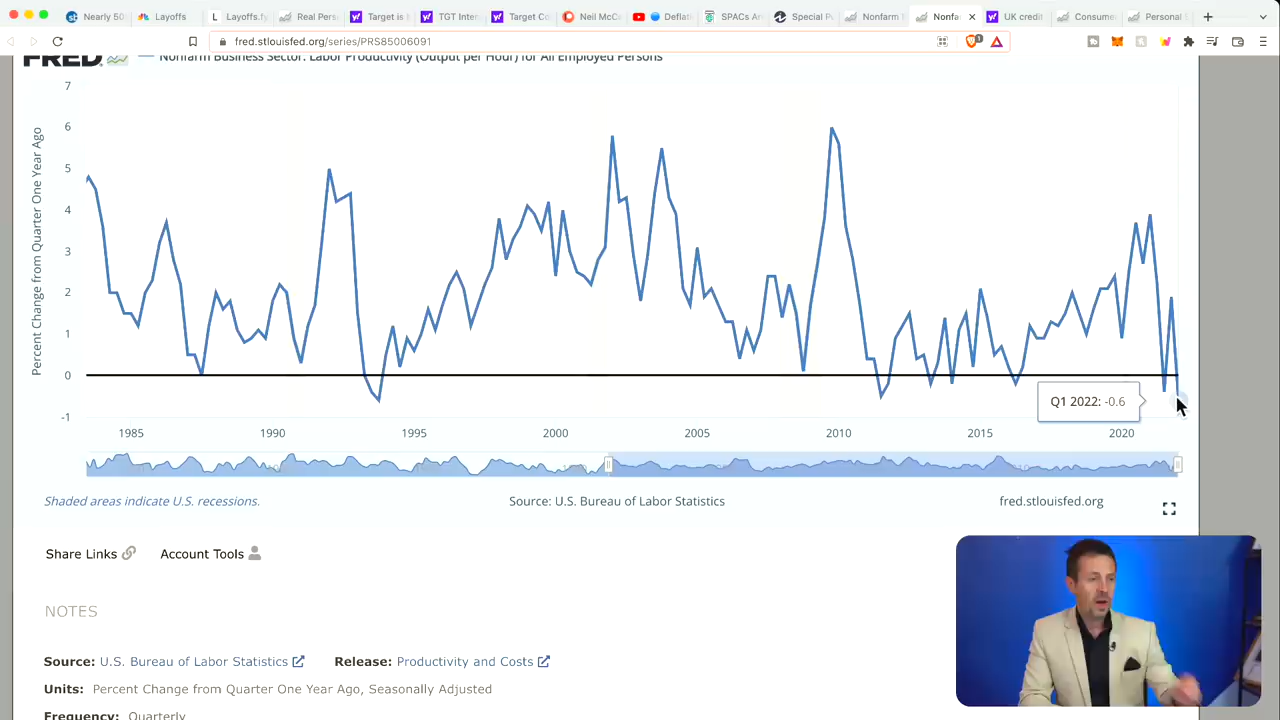 Nearly 50
Layoffs
Layoffs.fy
Real Pers
Target is t
TGT Inter
Target Co
Neil McC
Deflat
SPACs Ar
Special P
Nonfarm
Nonfa
UK credit
Consume
Personal
fred.stlouisfed.org/series/PRS85006091
FRED
Nonfarm Business Sector: Labor Productivity (Output per Hour) for All Employed Persons
Percent Change from Quarter One Year Ago
7
6
5
4
3
2
1
0
-1
Q1 2022: -0.6
1985 1990 1995 2000 2005 2010 2015 2020
Shaded areas indicate U.S. recessions. Source: U.S. Bureau of Labor Statistics fred.stlouisfed.org
Share Links Account Tools
NOTES
Source: U.S. Bureau of Labor Statistics Release: Productivity and Costs
Units: Percent Change from Quarter One Year Ago, Seasonally Adjusted
Frequency: Quarterly